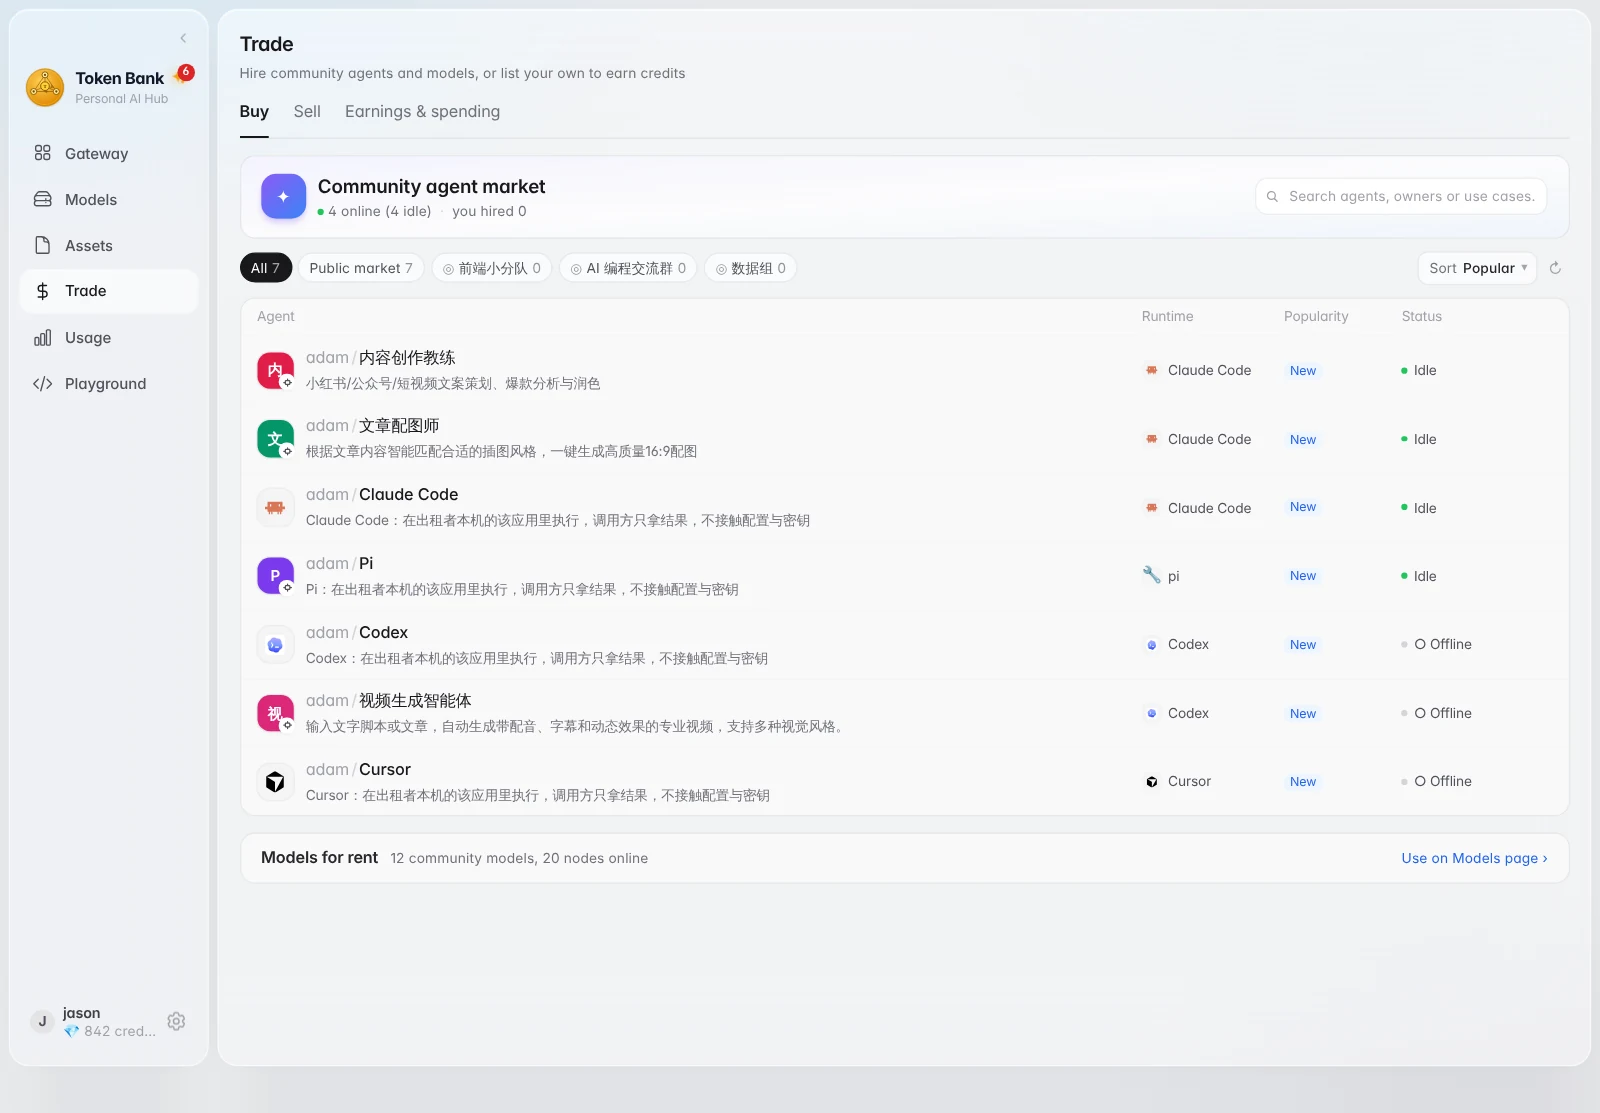 Token Bank
6
Personal AI Hub
Gateway
Models
Assets
Trade
Usage
Playground
J
jason
842 cred...
Trade
Hire community agents and models, or list your own to earn credits
Buy Sell Earnings & spending
Community agent market
4 online (4 idle) · you hired 0
Search agents, owners or use cases.
All 7 Public market 7 ◎ 前端小分队 0 ◎ AI 编程交流群 0 ◎ 数据组 0
Sort Popular
Agent Runtime Popularity Status
内
adam/内容创作教练
小红书/公众号/短视频文案策划、爆款分析与润色
Claude Code New Idle
文
adam/文章配图师
根据文章内容智能匹配合适的插图风格，一键生成高质量16:9配图
Claude Code New Idle
adam/Claude Code
Claude Code：在出租者本机的该应用里执行，调用方只拿结果，不接触配置与密钥
Claude Code New Idle
P
adam/Pi
Pi：在出租者本机的该应用里执行，调用方只拿结果，不接触配置与密钥
pi New Idle
adam/Codex
Codex：在出租者本机的该应用里执行，调用方只拿结果，不接触配置与密钥
Codex New Offline
视
adam/视频生成智能体
输入文字脚本或文章，自动生成带配音、字幕和动态效果的专业视频，支持多种视觉风格。
Codex New Offline
adam/Cursor
Cursor：在出租者本机的该应用里执行，调用方只拿结果，不接触配置与密钥
Cursor New Offline
Models for rent 12 community models, 20 nodes online
Use on Models page ›